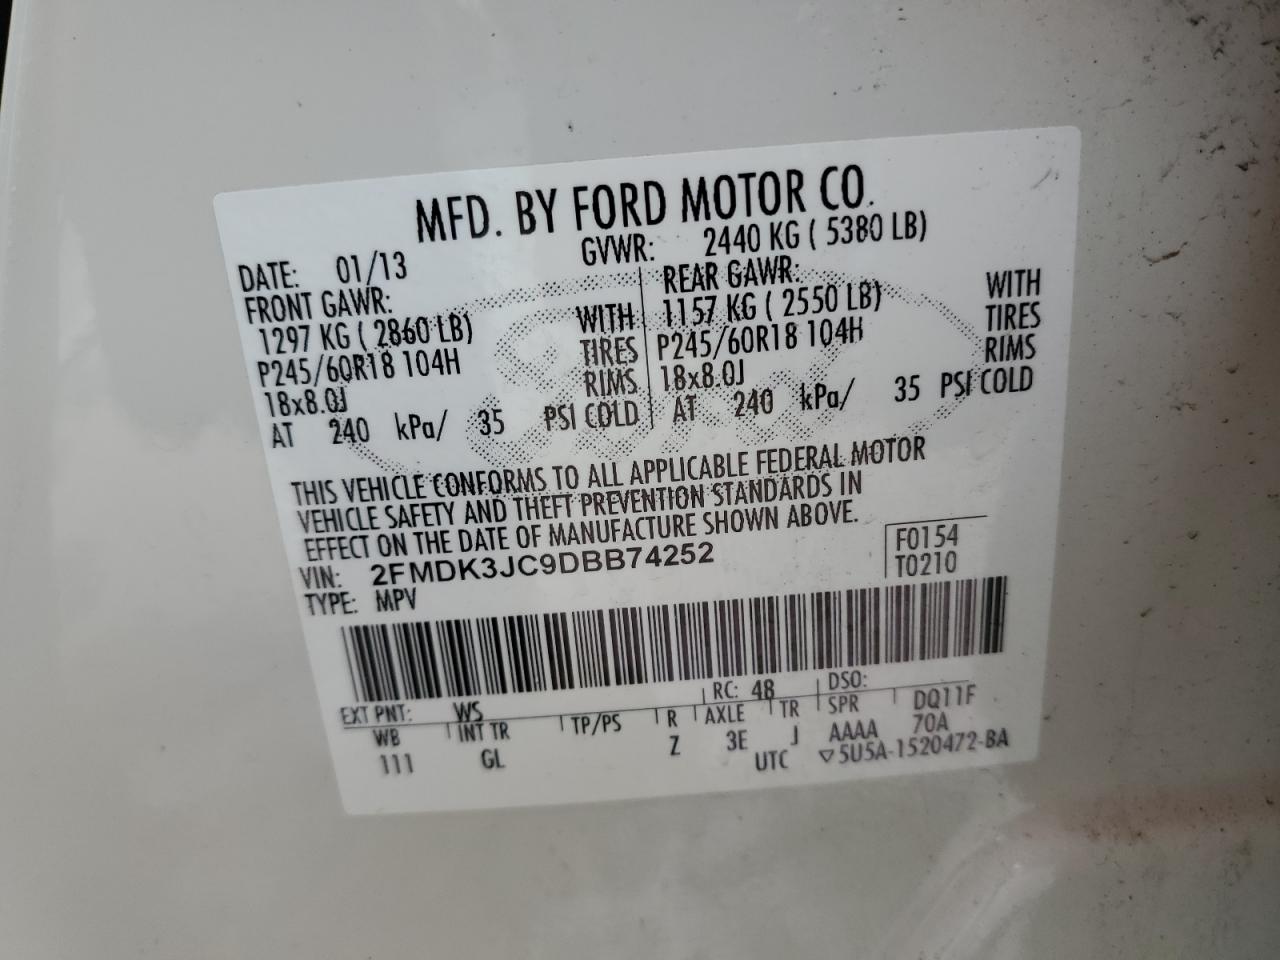 MFD. BY FORD MOTOR CO.
DATE: 01/13 GVWR: 2440 KG ( 5380 LB)
FRONT GAWR: REAR GAWR:
1297 KG ( 2860 LB) WITH 1157 KG ( 2550 LB) WITH
P245/60R18 104H TIRES P245/60R18 104H TIRES
18x8.0J RIMS 18x8.0J RIMS
AT 240 kPa/ 35 PSI COLD AT 240 kPa/ 35 PSI COLD
THIS VEHICLE CONFORMS TO ALL APPLICABLE FEDERAL MOTOR
VEHICLE SAFETY AND THEFT PREVENTION STANDARDS IN
EFFECT ON THE DATE OF MANUFACTURE SHOWN ABOVE.
VIN: 2FMDK3JC9DBB74252 F0154
TYPE: MPV T0210
EXT PNT: WS RC: 48 DSO:
WB INT TR TP/PS R AXLE TR SPR DQ11F
111 GL Z 3E J AAAA 70A
UTC ▽5U5A-1520472-BA